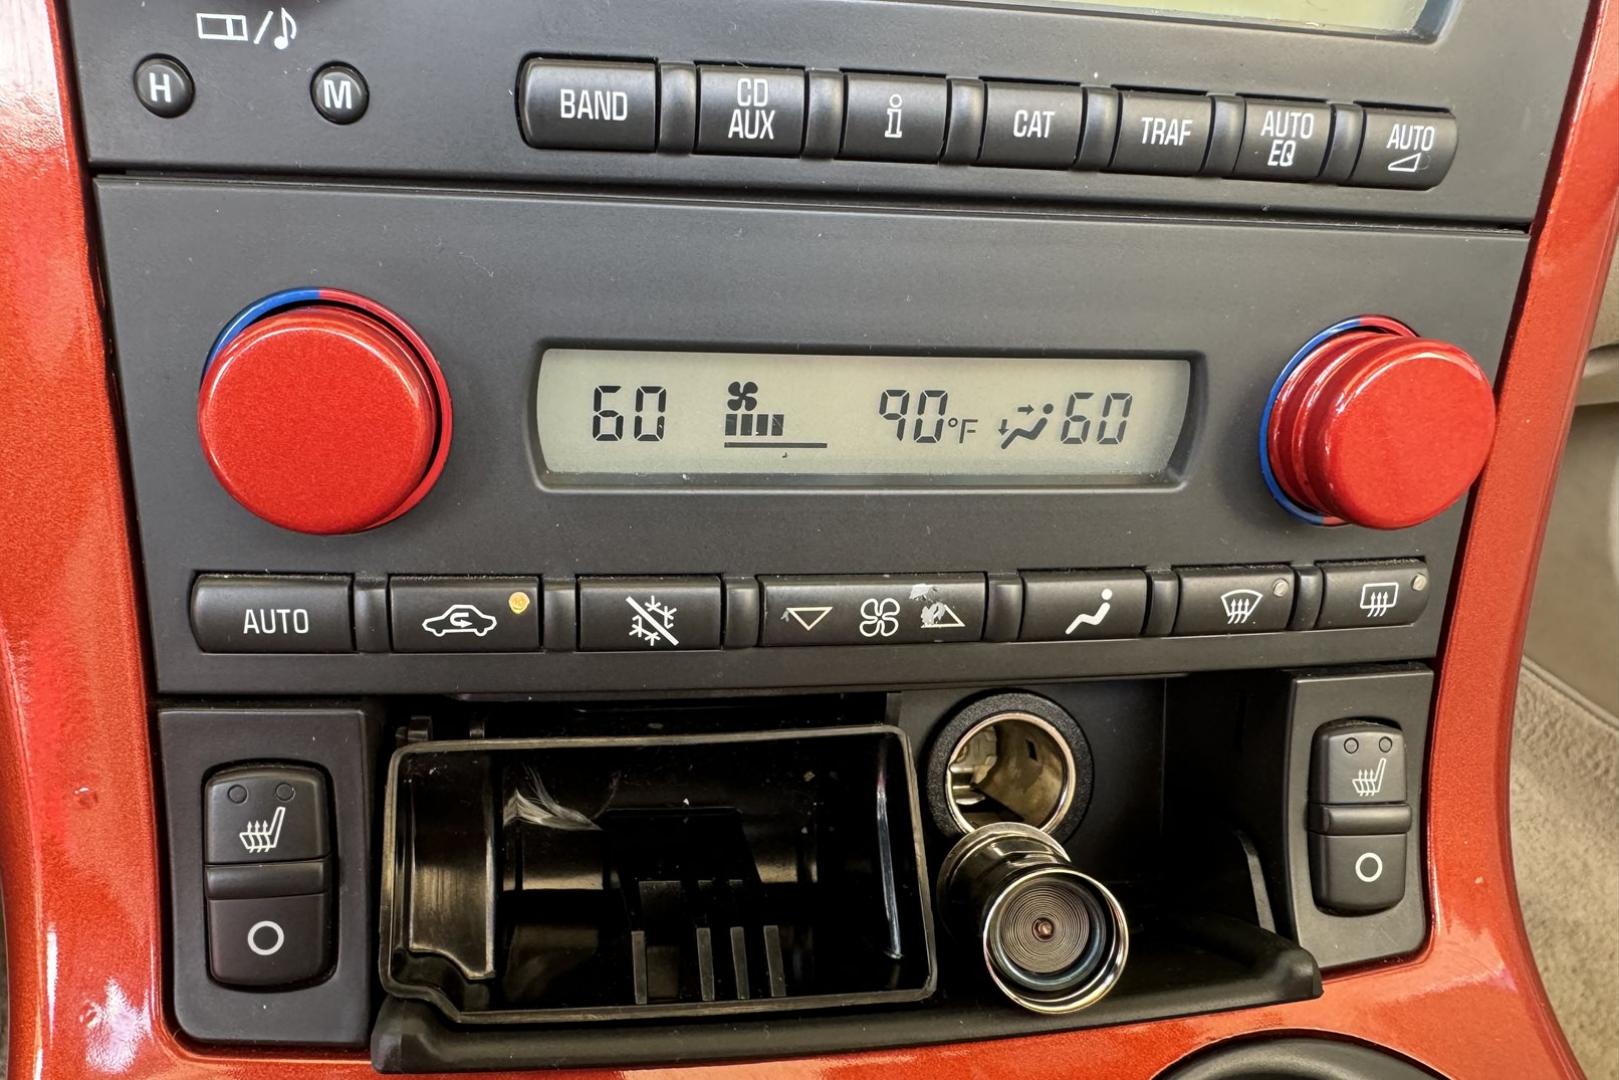 H M
BAND
CD
AUX
i
CAT
TRAF
AUTO
EQ
AUTO
60 90°F 60
AUTO